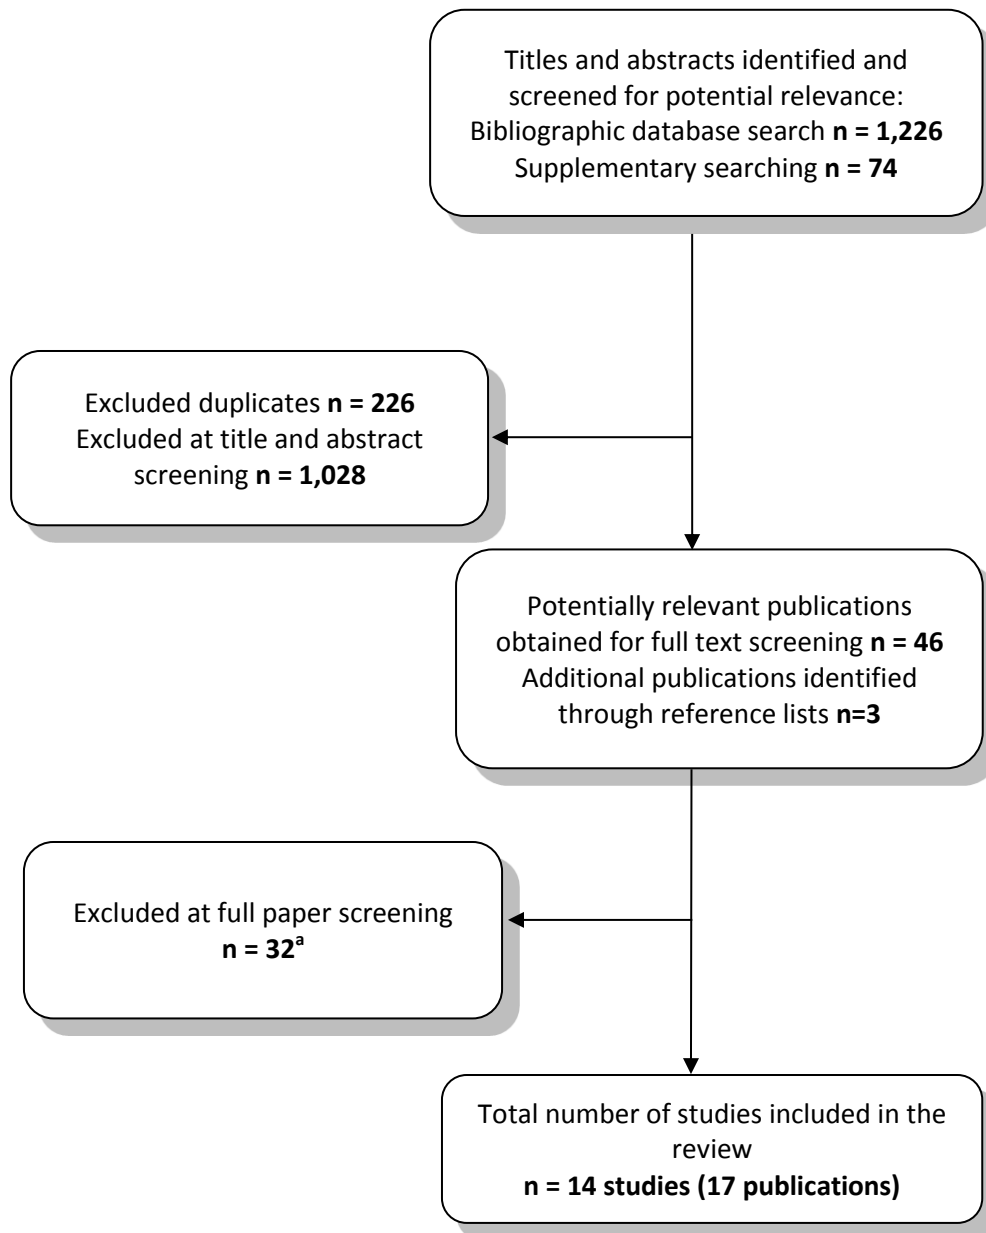 Titles and abstracts identified and
screened for potential relevance:
Bibliographic database search n = 1,226
Supplementary searching n = 74
Excluded duplicates n = 226
Excluded at title and abstract
screening n = 1,028
Potentially relevant publications
obtained for full text screening n = 46
Additional publications identified
through reference lists n=3
Excluded at full paper screening
n = 32ᵃ
Total number of studies included in the
review
n = 14 studies (17 publications)